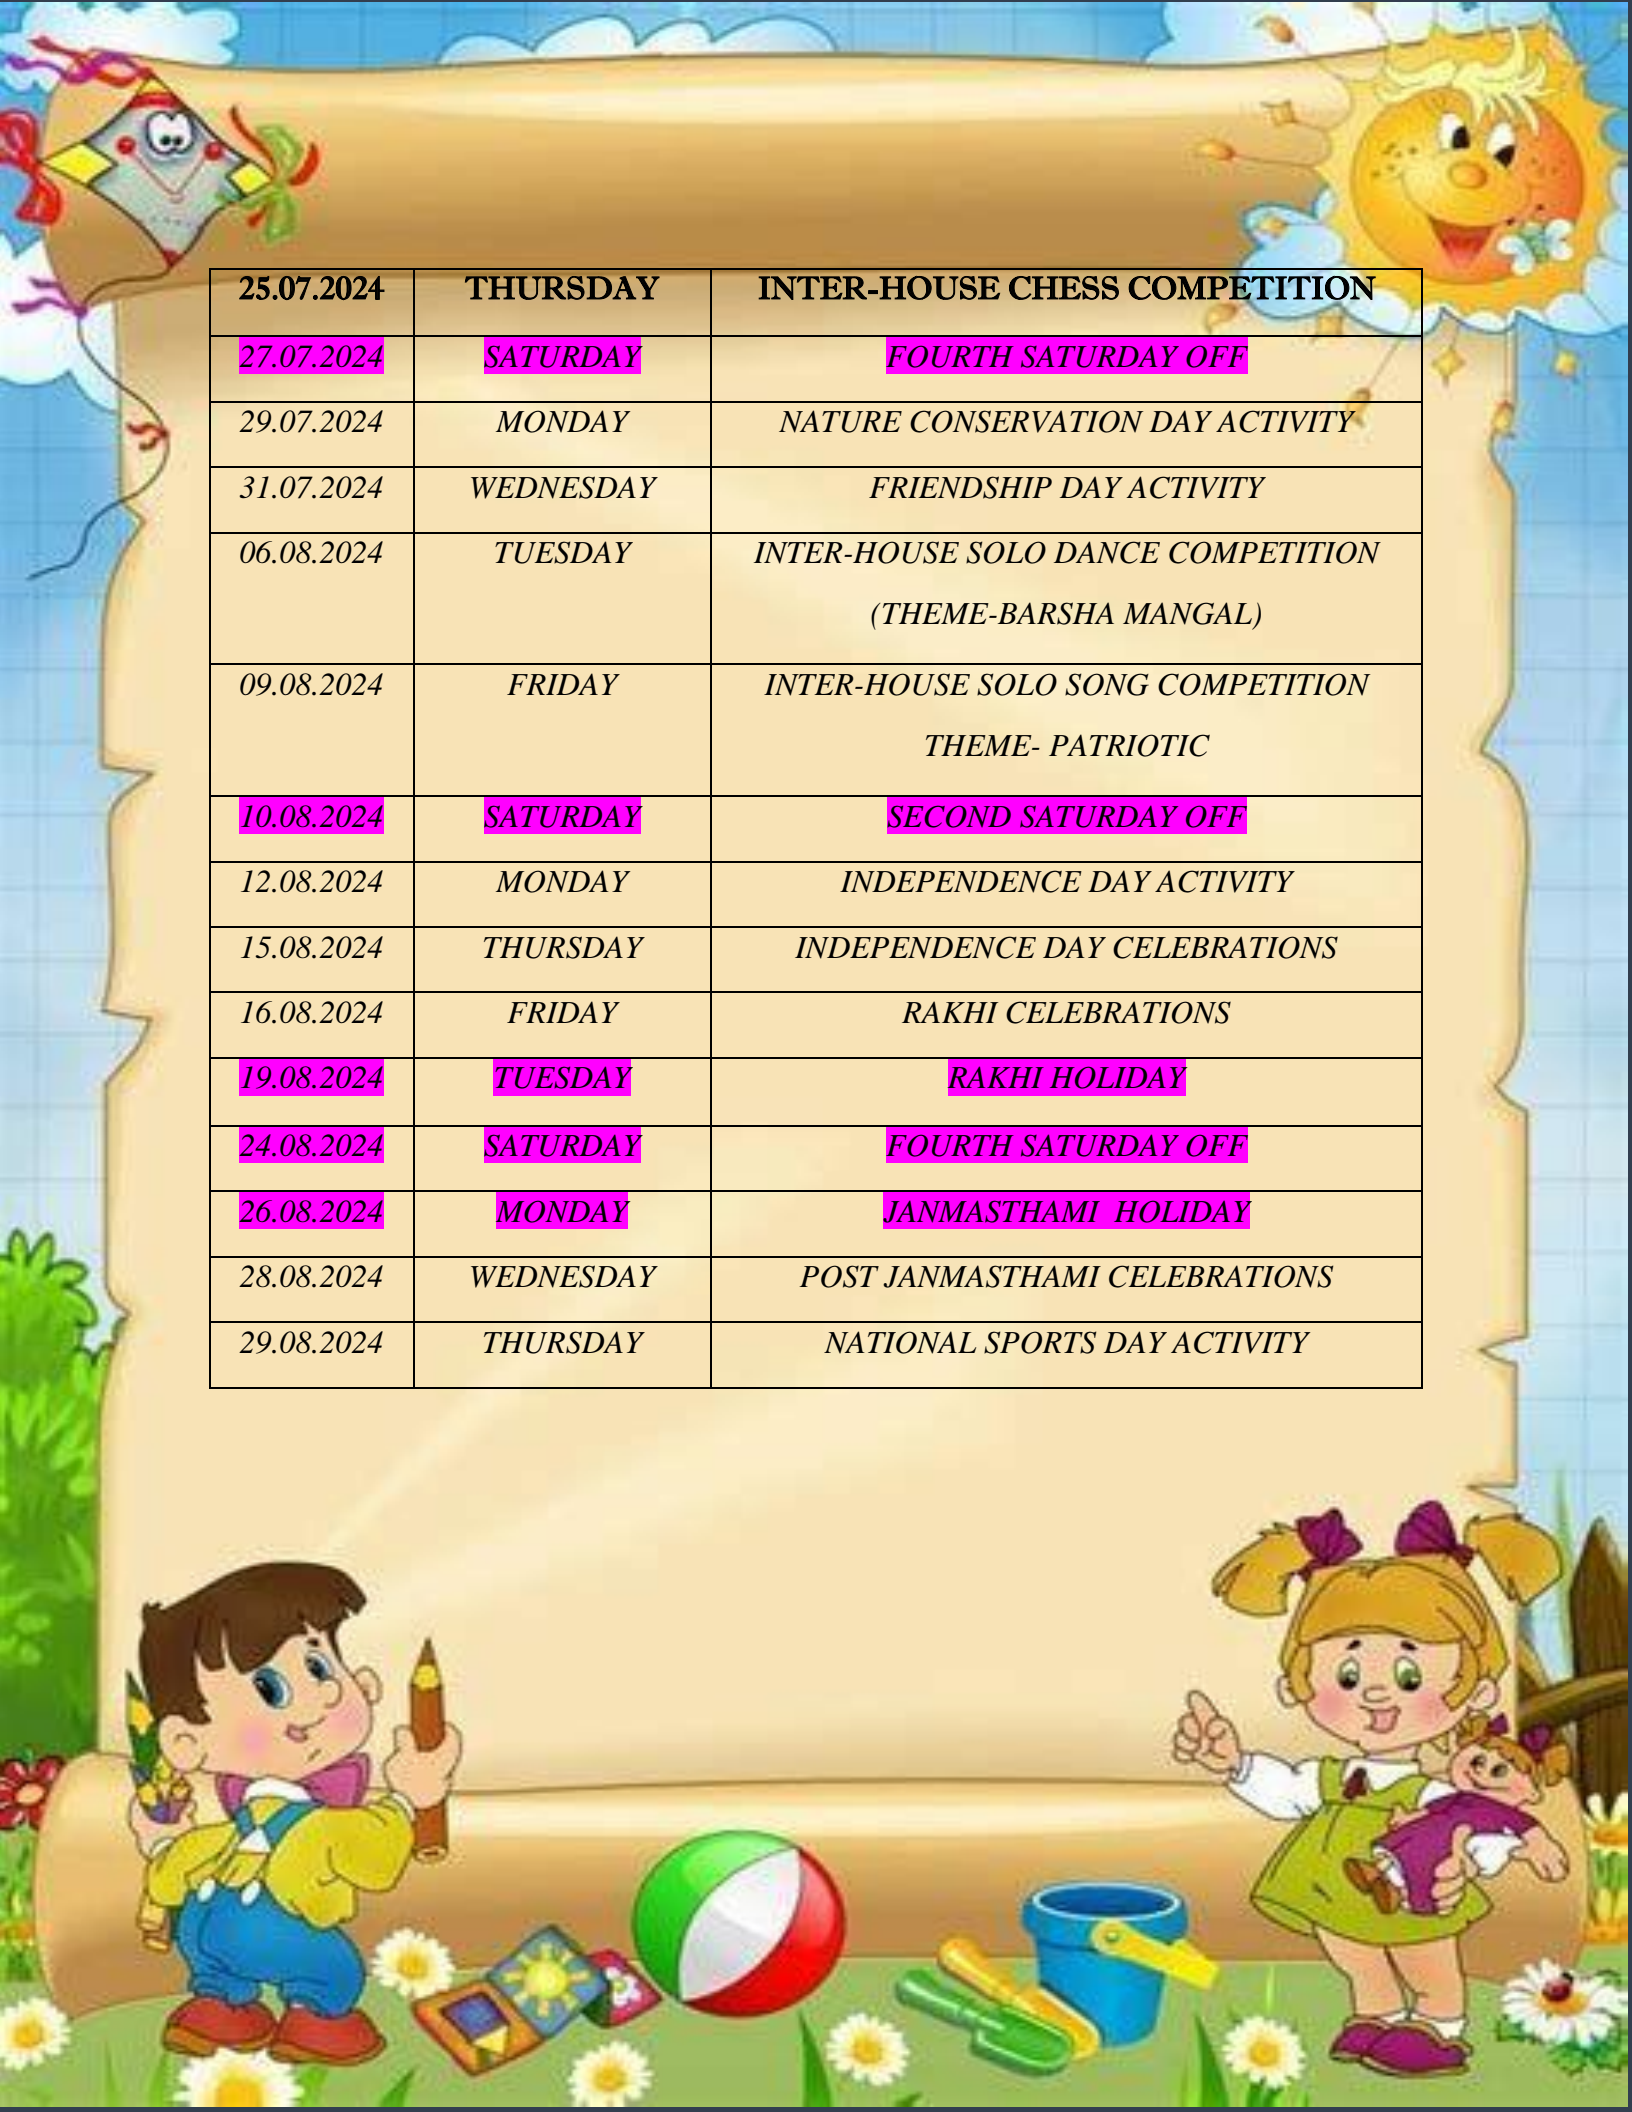 25.07.2024 THURSDAY INTER-HOUSE CHESS COMPETITION
27.07.2024 SATURDAY FOURTH SATURDAY OFF
29.07.2024 MONDAY NATURE CONSERVATION DAY ACTIVITY
31.07.2024 WEDNESDAY FRIENDSHIP DAY ACTIVITY
06.08.2024 TUESDAY INTER-HOUSE SOLO DANCE COMPETITION
(THEME-BARSHA MANGAL)
09.08.2024 FRIDAY INTER-HOUSE SOLO SONG COMPETITION
THEME- PATRIOTIC
10.08.2024 SATURDAY SECOND SATURDAY OFF
12.08.2024 MONDAY INDEPENDENCE DAY ACTIVITY
15.08.2024 THURSDAY INDEPENDENCE DAY CELEBRATIONS
16.08.2024 FRIDAY RAKHI CELEBRATIONS
19.08.2024 TUESDAY RAKHI HOLIDAY
24.08.2024 SATURDAY FOURTH SATURDAY OFF
26.08.2024 MONDAY JANMASTHAMI  HOLIDAY
28.08.2024 WEDNESDAY POST JANMASTHAMI CELEBRATIONS
29.08.2024 THURSDAY NATIONAL SPORTS DAY ACTIVITY